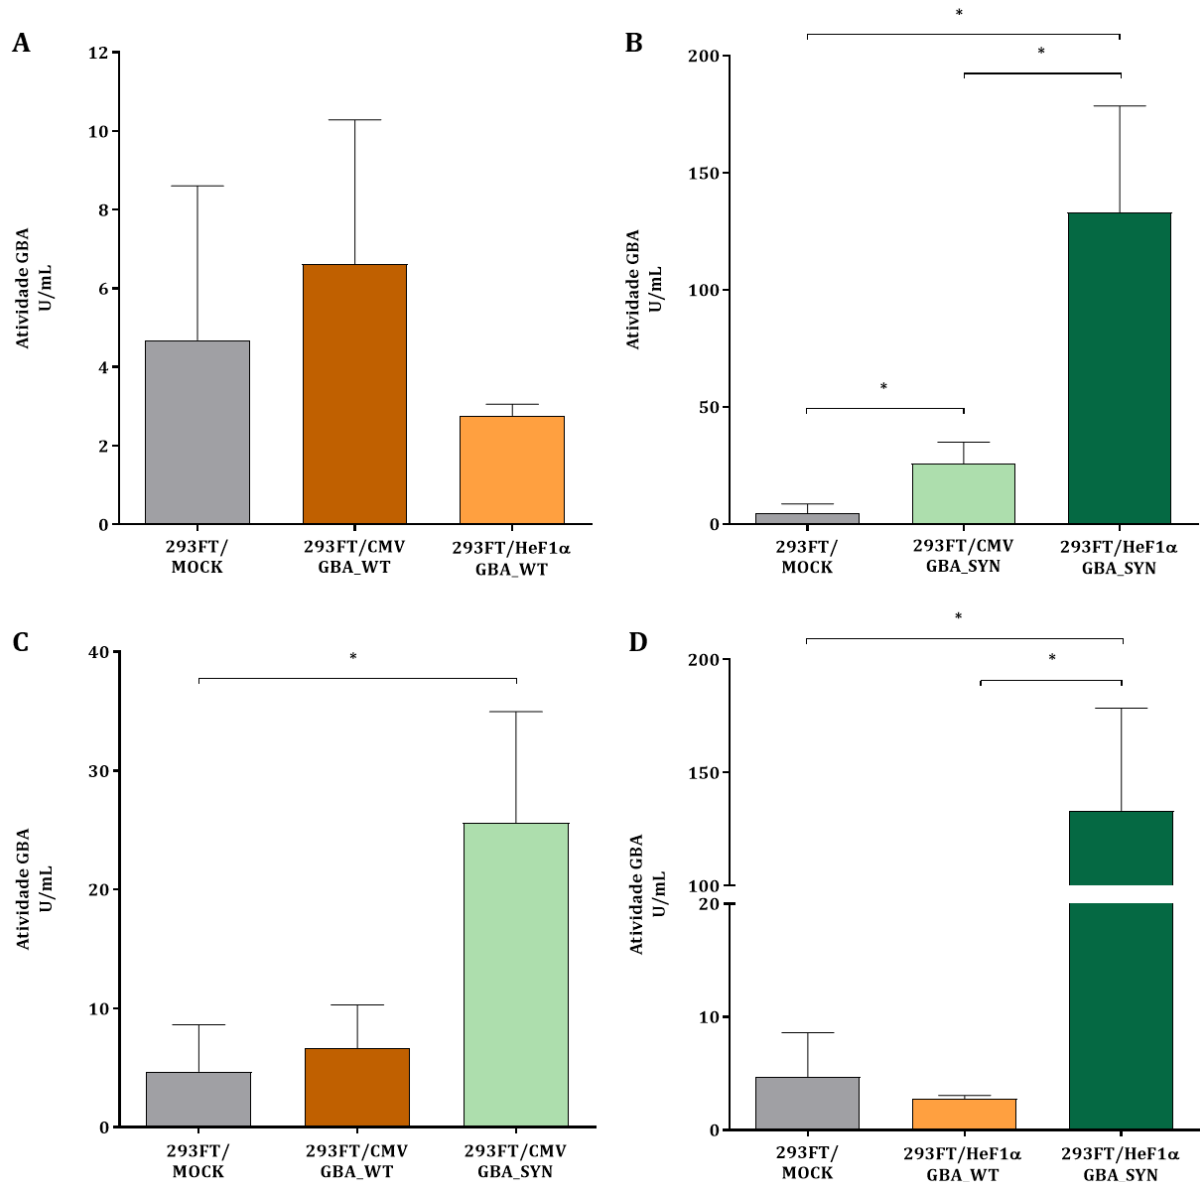 A
12
10
8
6
4
2
0
Atividade GBA
U/mL
293FT/
MOCK
293FT/CMV
GBA_WT
293FT/HeF1α
GBA_WT
B
*
*
*
200
150
100
50
0
Atividade GBA
U/mL
293FT/
MOCK
293FT/CMV
GBA_SYN
293FT/HeF1α
GBA_SYN
C
*
40
30
20
10
0
Atividade GBA
U/mL
293FT/
MOCK
293FT/CMV
GBA_WT
293FT/CMV
GBA_SYN
D
*
*
200
150
100
20
10
0
Atividade GBA
U/mL
293FT/
MOCK
293FT/HeF1α
GBA_WT
293FT/HeF1α
GBA_SYN